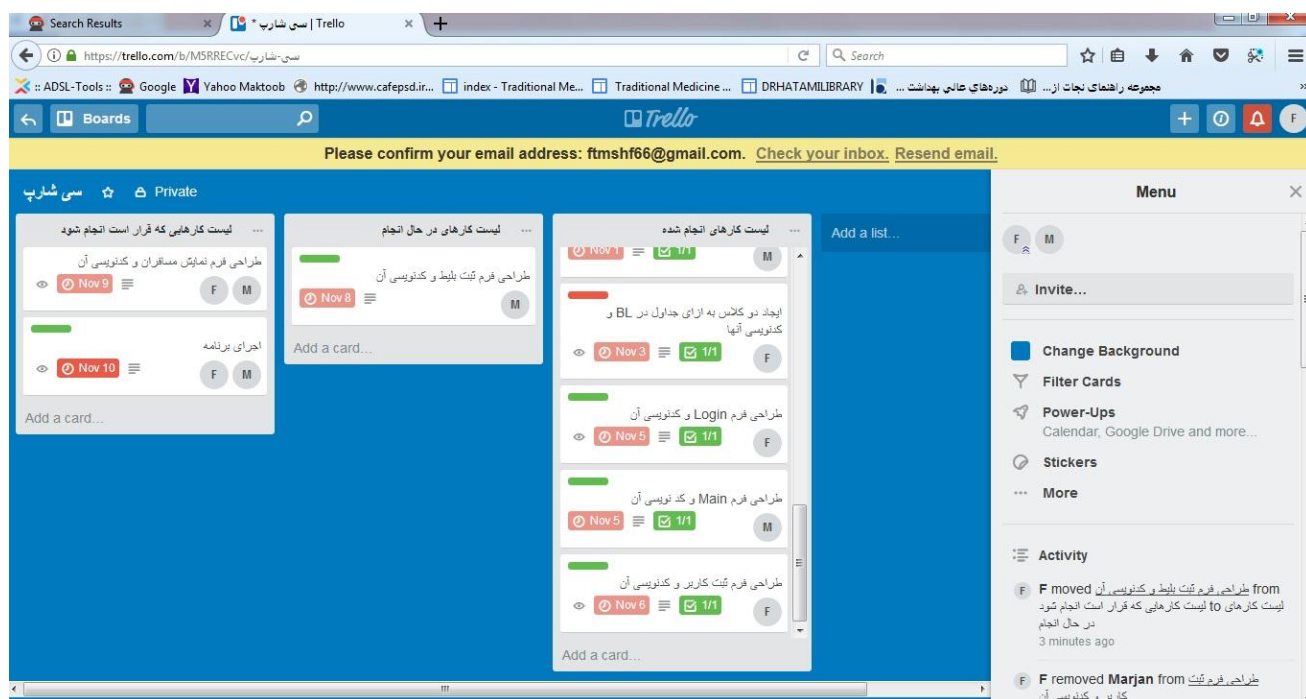 Search Results
سی شارپ * | Trello
https://trello.com/b/M5RRECvc/سی-شارپ
Search
:: ADSL-Tools :: Google Yahoo Maktoob http://www.cafepsd.ir... index - Traditional Me... Traditional Medicine ... DRHATAMILIBRARY دوره‌های عالی بهداشت ... مجموعه راهنمای نجات از...
Boards
Trello
F
Please confirm your email address: ftmshf66@gmail.com. Check your inbox. Resend email.
سی شارپ
Private
لیست کارهایی که قرار است انجام شود
طراحی فرم نمایش مسافران و کدنویسی آن
Nov 9
F M
اجرای برنامه
Nov 10
F M
Add a card...
لیست کارهای در حال انجام
طراحی فرم ثبت بلیط و کدنویسی آن
Nov 8
M
Add a card...
لیست کارهای انجام شده
Nov 1 1/1
M
ایجاد دو کلاس به ازای جداول در BL و
کدنویسی آنها
Nov 3 1/1
F
طراحی فرم Login و کدنویسی آن
Nov 5 1/1
F
طراحی فرم Main و کد نویسی آن
Nov 5 1/1
M
طراحی فرم ثبت کاربر و کدنویسی آن
Nov 6 1/1
F
Add a card...
Add a list...
Menu
F M
Invite...
Change Background
Filter Cards
Power-Ups
Calendar, Google Drive and more...
Stickers
More
Activity
F F moved طراحی فرم ثبت بلیط و کدنویسی آن from
لیست کارهای to لیست کارهایی که قرار است انجام شود
در حال انجام
3 minutes ago
F F removed Marjan from طراحی فرم ثبت
کاربر و کدنویسی آن